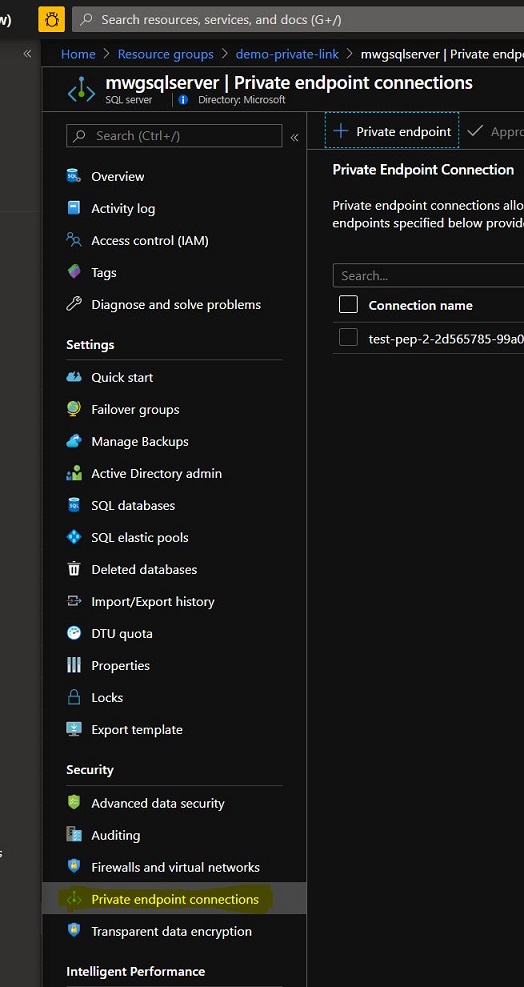 w)
Search resources, services, and docs (G+/)
«
Home > Resource groups > demo-private-link > mwgsqlserver | Private endp
mwgsqlserver | Private endpoint connections
SQL server
Directory: Microsoft
Search (Ctrl+/)
«
+ Private endpoint
Appro
Overview
Activity log
Access control (IAM)
Tags
Diagnose and solve problems
Settings
Quick start
Failover groups
Manage Backups
Active Directory admin
SQL databases
SQL elastic pools
Deleted databases
Import/Export history
DTU quota
Properties
Locks
Export template
Security
Advanced data security
Auditing
Firewalls and virtual networks
Private endpoint connections
Transparent data encryption
Intelligent Performance
s
Private Endpoint Connection
Private endpoint connections allo
endpoints specified below provid
Search...
Connection name
test-pep-2-2d565785-99a0